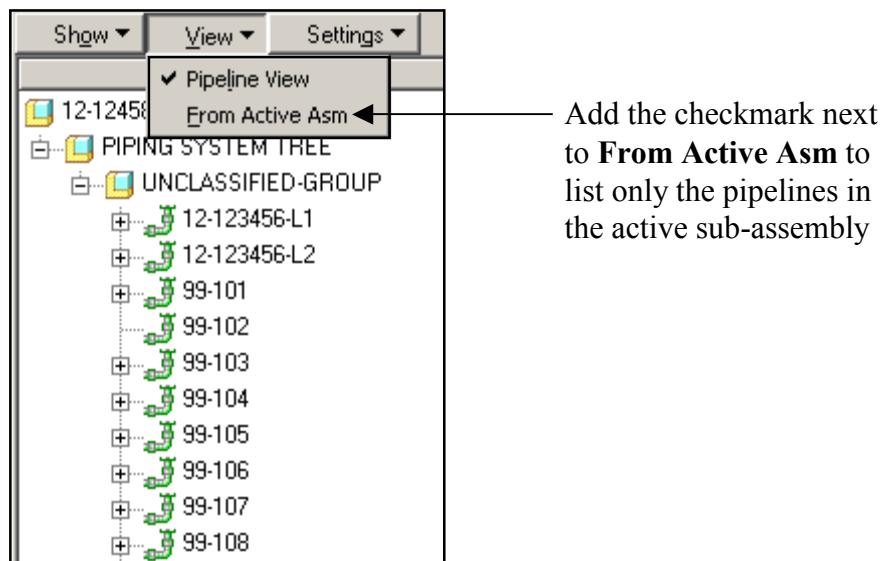 Show View Settings
Pipeline View
From Active Asm
12-12458
PIPING SYSTEM TREE
UNCLASSIFIED-GROUP
12-123456-L1
12-123456-L2
99-101
99-102
99-103
99-104
99-105
99-106
99-107
99-108
Add the checkmark next
to From Active Asm to
list only the pipelines in
the active sub-assembly